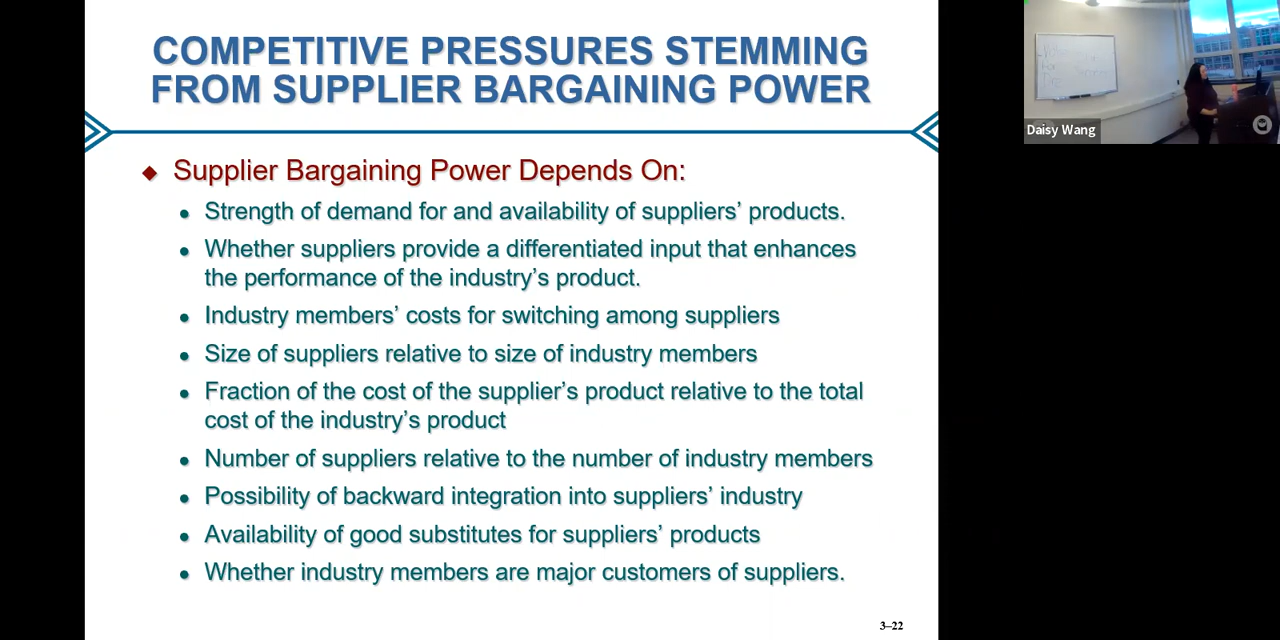 COMPETITIVE PRESSURES STEMMING
FROM SUPPLIER BARGAINING POWER
Supplier Bargaining Power Depends On:
Strength of demand for and availability of suppliers’ products.
Whether suppliers provide a differentiated input that enhances
the performance of the industry’s product.
Industry members’ costs for switching among suppliers
Size of suppliers relative to size of industry members
Fraction of the cost of the supplier’s product relative to the total
cost of the industry’s product
Number of suppliers relative to the number of industry members
Possibility of backward integration into suppliers’ industry
Availability of good substitutes for suppliers’ products
Whether industry members are major customers of suppliers.
3–22
Daisy Wang